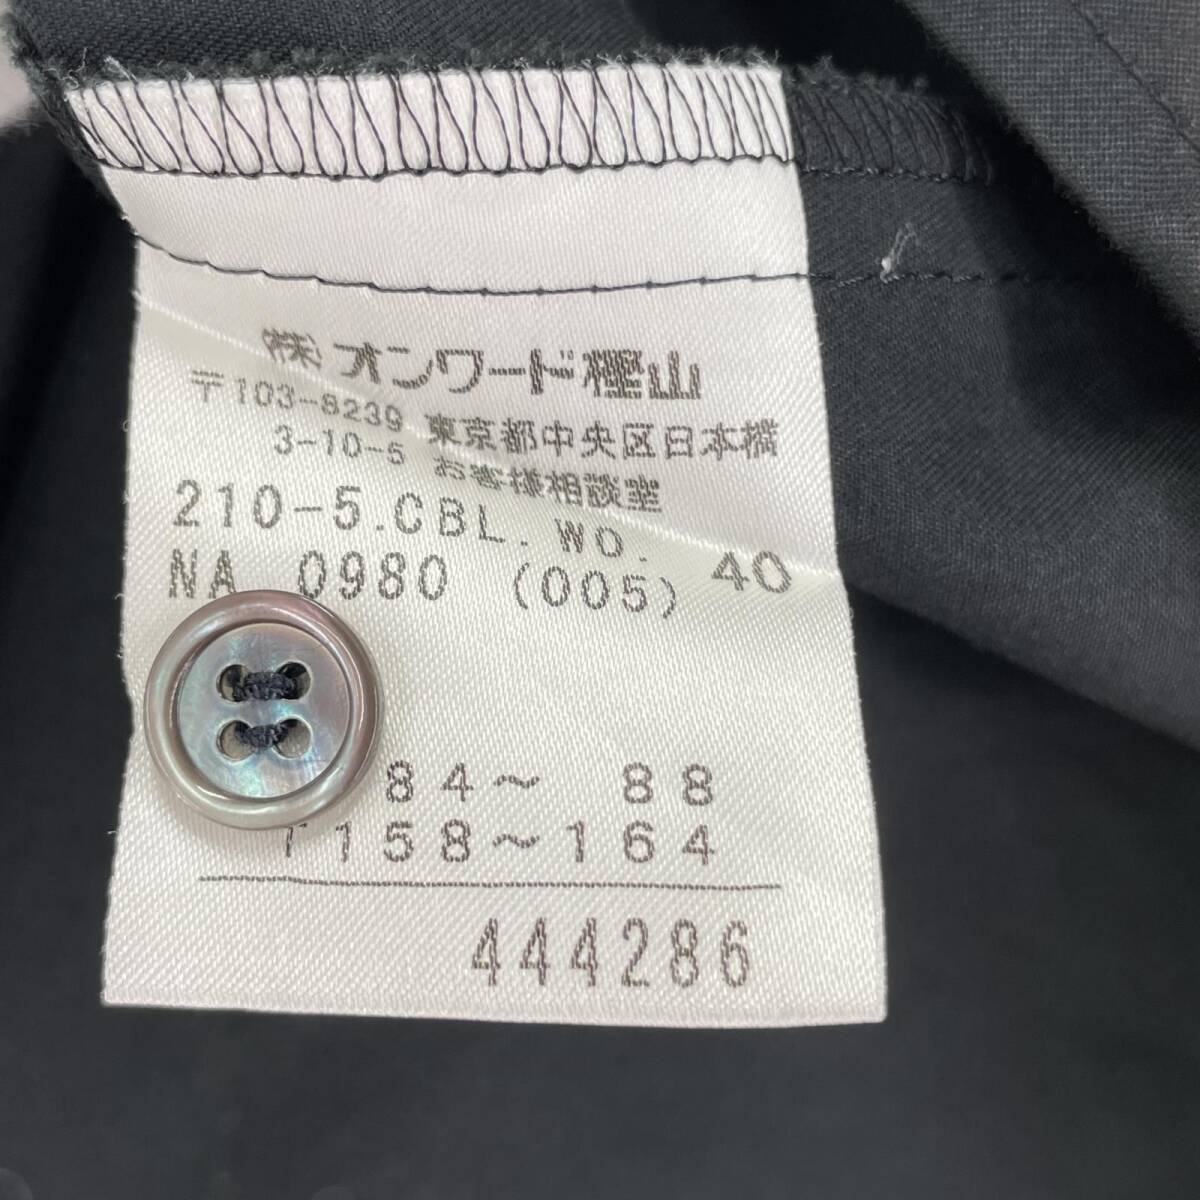 ㈱オンワード樫山
〒103-8239 東京都中央区日本橋
3-10-5 お客様相談室
210-5.CBL.WO.
NA 0980 (005) 40
84～ 88
T158～164
444286